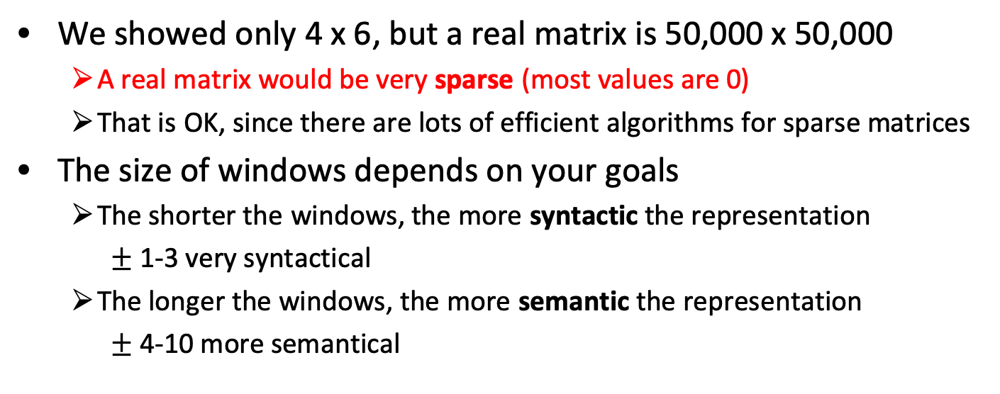 • We showed only 4 x 6, but a real matrix is 50,000 x 50,000
➢ A real matrix would be very sparse (most values are 0)
➢ That is OK, since there are lots of efficient algorithms for sparse matrices
• The size of windows depends on your goals
➢ The shorter the windows, the more syntactic the representation
± 1-3 very syntactical
➢ The longer the windows, the more semantic the representation
± 4-10 more semantical